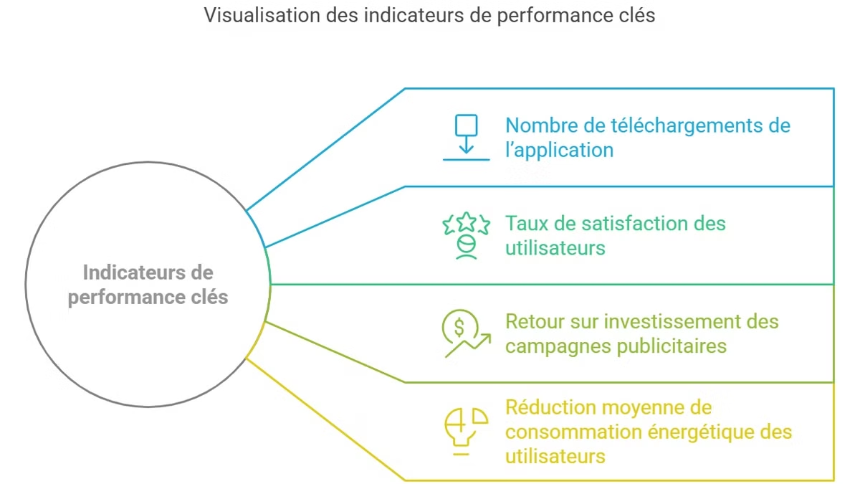 Visualisation des indicateurs de performance clés
Indicateurs de
performance clés
Nombre de téléchargements de
l’application
Taux de satisfaction des
utilisateurs
Retour sur investissement des
campagnes publicitaires
Réduction moyenne de
consommation énergétique des
utilisateurs